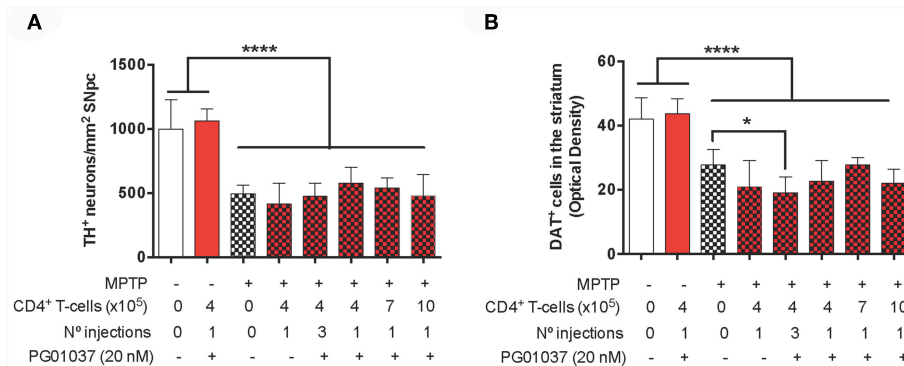 A
****
1500
1000
500
0
TH+ neurons/mm² SNpc
MPTP - - + + + + + +
CD4+ T-cells (x10⁵) 0 4 0 4 4 4 7 10
Nº injections 0 1 0 1 3 1 1 1
PG01037 (20 nM) - + - - + + + +
B
****
*
60
40
20
0
DAT+ cells in the striatum
(Optical Density)
MPTP - - + + + + + +
CD4+ T-cells (x10⁵) 0 4 0 4 4 4 7 10
Nº injections 0 1 0 1 3 1 1 1
PG01037 (20 nM) - + - - + + + +